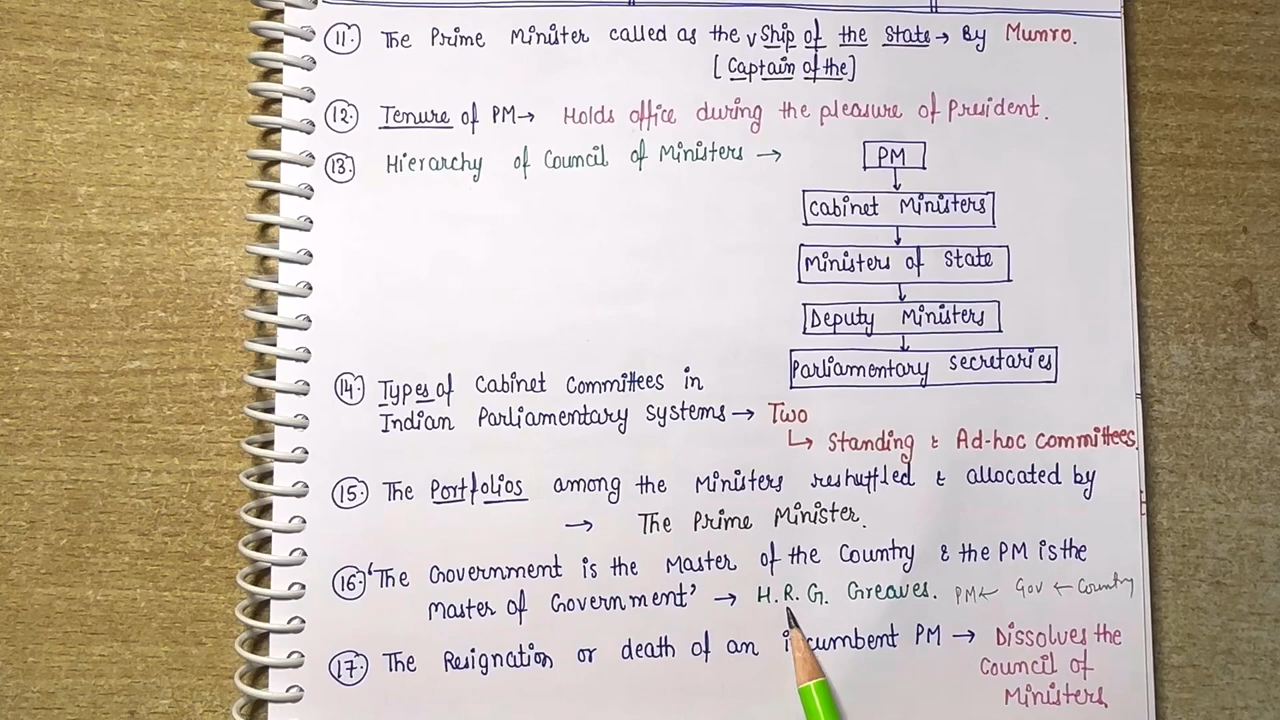 11. The Prime Minister called as the v Ship of the State → By Munro.
[Captain of the]
12. Tenure of PM → Holds office during the pleasure of President.
13. Hierarchy of Council of Ministers →
PM
Cabinet Ministers
Ministers of State
Deputy Ministers
Parliamentary Secretaries
14. Types of Cabinet Committees in
Indian Parliamentary Systems → Two
↳ Standing & Ad-hoc committees.
15. The Portfolios among the Ministers reshuffled & allocated by
→ The Prime Minister.
16. 'The Government is the Master of the Country & the PM is the
Master of Government' → H.R.G. Greaves. PM ← Gov ← Country
17. The Resignation or death of an incumbent PM → Dissolves the
Council of
Ministers